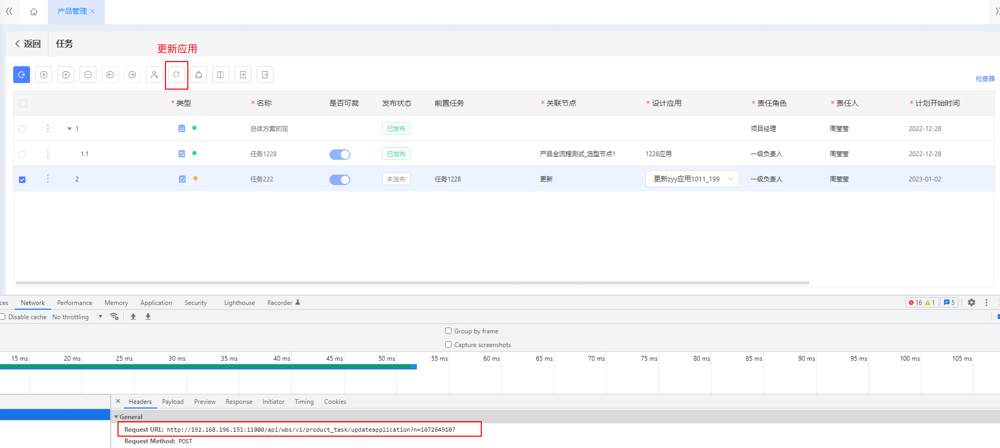 产品管理
返回 任务
更新应用
检查器
* 类型 * 名称 是否可裁 发布状态 前置任务 * 关联节点 * 设计应用 * 责任角色 * 责任人 * 计划开始时间
1 总体方案初定 已发布 项目经理 周莹莹 2022-12-28
1.1 任务1228 已发布 产品全流程测试_选型节点1 1228应用 一级负责人 周莹莹 2022-12-28
2 任务222 未发布 任务1228 更新 更新zyy应用1011_199 一级负责人 周莹莹 2023-01-02
ces Network Performance Memory Application Security Lighthouse Recorder 16 1 5
Disable cache No throttling
Group by frame
Capture screenshots
15 ms 20 ms 25 ms 30 ms 35 ms 40 ms 45 ms 50 ms 55 ms 60 ms 65 ms 70 ms 75 ms 80 ms 85 ms 90 ms 95 ms 100 ms 105 ms
Headers Payload Preview Response Initiator Timing Cookies
General
Request URL: http://192.168.196.151:11000/api/wbs/v1/product_task/updateapplication?n=1672649107
Request Method: POST